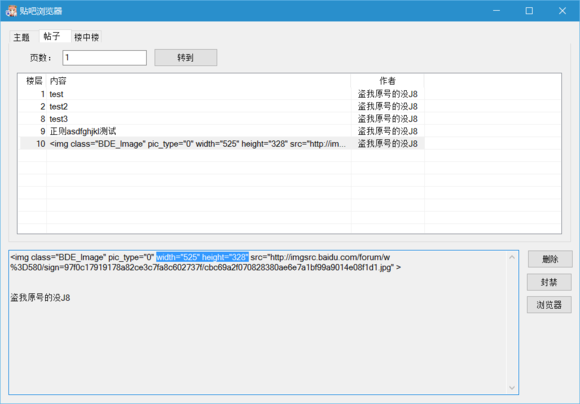 贴吧浏览器
主题 帖子 楼中楼
页数： 1 转到
楼层 内容 作者
1 test 盗我原号的没J8
2 test2 盗我原号的没J8
8 test3 盗我原号的没J8
9 正则asdfghjkl测试 盗我原号的没J8
10 <img class="BDE_Image" pic_type="0" width="525" height="328" src="http://im... 盗我原号的没J8
<img class="BDE_Image" pic_type="0" width="525" height="328" src="http://imgsrc.baidu.com/forum/w
%3D580/sign=97f0c17919178a82ce3c7fa8c602737f/cbc69a2f070828380ae6e7a1bf99a9014e08f1d1.jpg" >
盗我原号的没J8
删除
封禁
浏览器